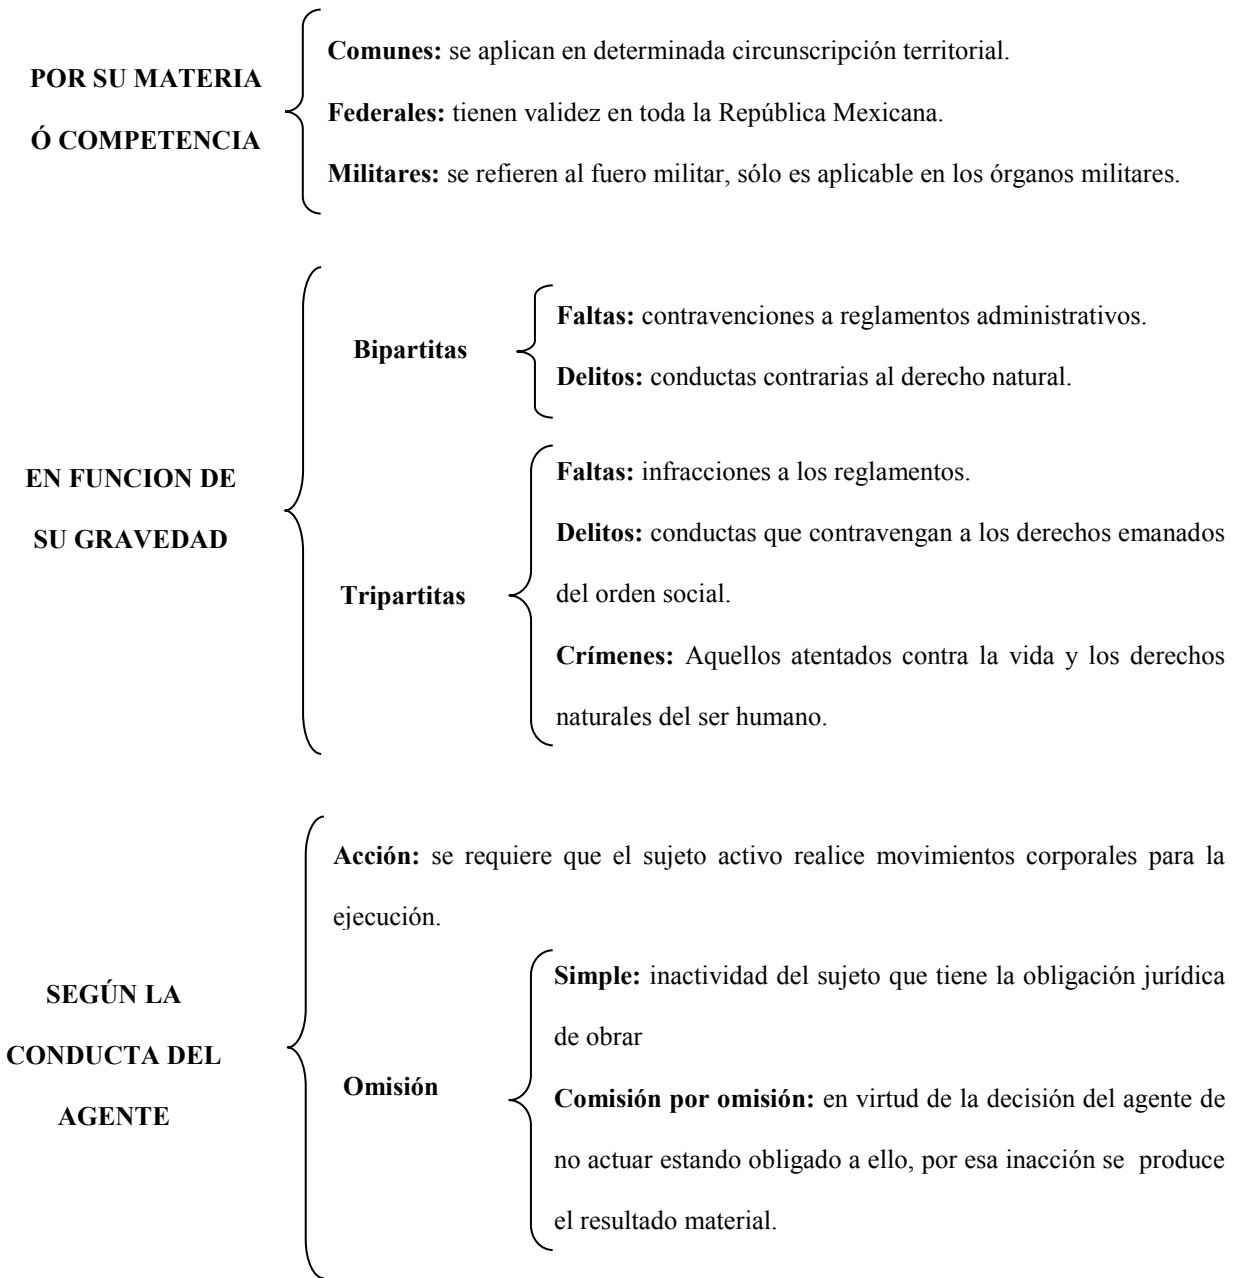 POR SU MATERIA
Ó COMPETENCIA
Comunes: se aplican en determinada circunscripción territorial.
Federales: tienen validez en toda la República Mexicana.
Militares: se refieren al fuero militar, sólo es aplicable en los órganos militares.
EN FUNCION DE
SU GRAVEDAD
Bipartitas
Faltas: contravenciones a reglamentos administrativos.
Delitos: conductas contrarias al derecho natural.
Tripartitas
Faltas: infracciones a los reglamentos.
Delitos: conductas que contravengan a los derechos emanados
del orden social.
Crímenes: Aquellos atentados contra la vida y los derechos
naturales del ser humano.
SEGÚN LA
CONDUCTA DEL
AGENTE
Acción: se requiere que el sujeto activo realice movimientos corporales para la
ejecución.
Omisión
Simple: inactividad del sujeto que tiene la obligación jurídica
de obrar
Comisión por omisión: en virtud de la decisión del agente de
no actuar estando obligado a ello, por esa inacción se produce
el resultado material.